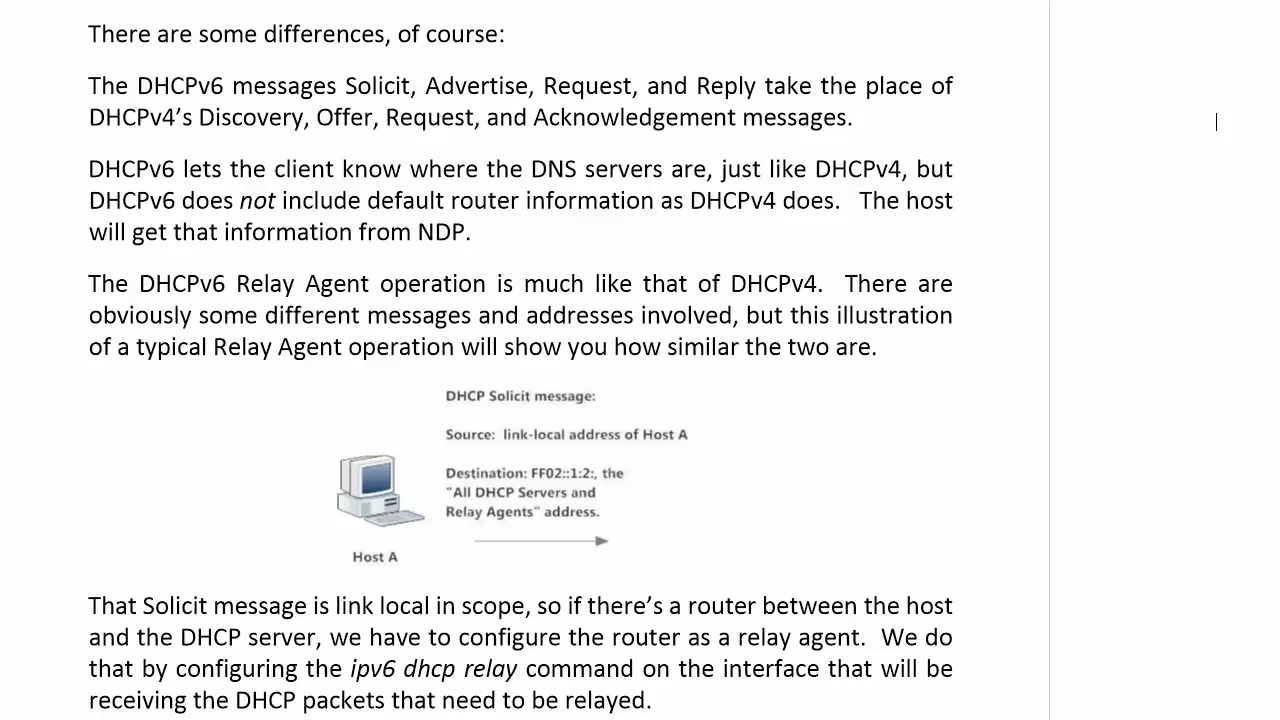 There are some differences, of course:
The DHCPv6 messages Solicit, Advertise, Request, and Reply take the place of
DHCPv4’s Discovery, Offer, Request, and Acknowledgement messages.
DHCPv6 lets the client know where the DNS servers are, just like DHCPv4, but
DHCPv6 does not include default router information as DHCPv4 does.   The host
will get that information from NDP.
The DHCPv6 Relay Agent operation is much like that of DHCPv4.  There are
obviously some different messages and addresses involved, but this illustration
of a typical Relay Agent operation will show you how similar the two are.
DHCP Solicit message:
Source:  link-local address of Host A
Destination: FF02::1:2:, the
"All DHCP Servers and
Relay Agents" address.
Host A
That Solicit message is link local in scope, so if there’s a router between the host
and the DHCP server, we have to configure the router as a relay agent.  We do
that by configuring the ipv6 dhcp relay command on the interface that will be
receiving the DHCP packets that need to be relayed.